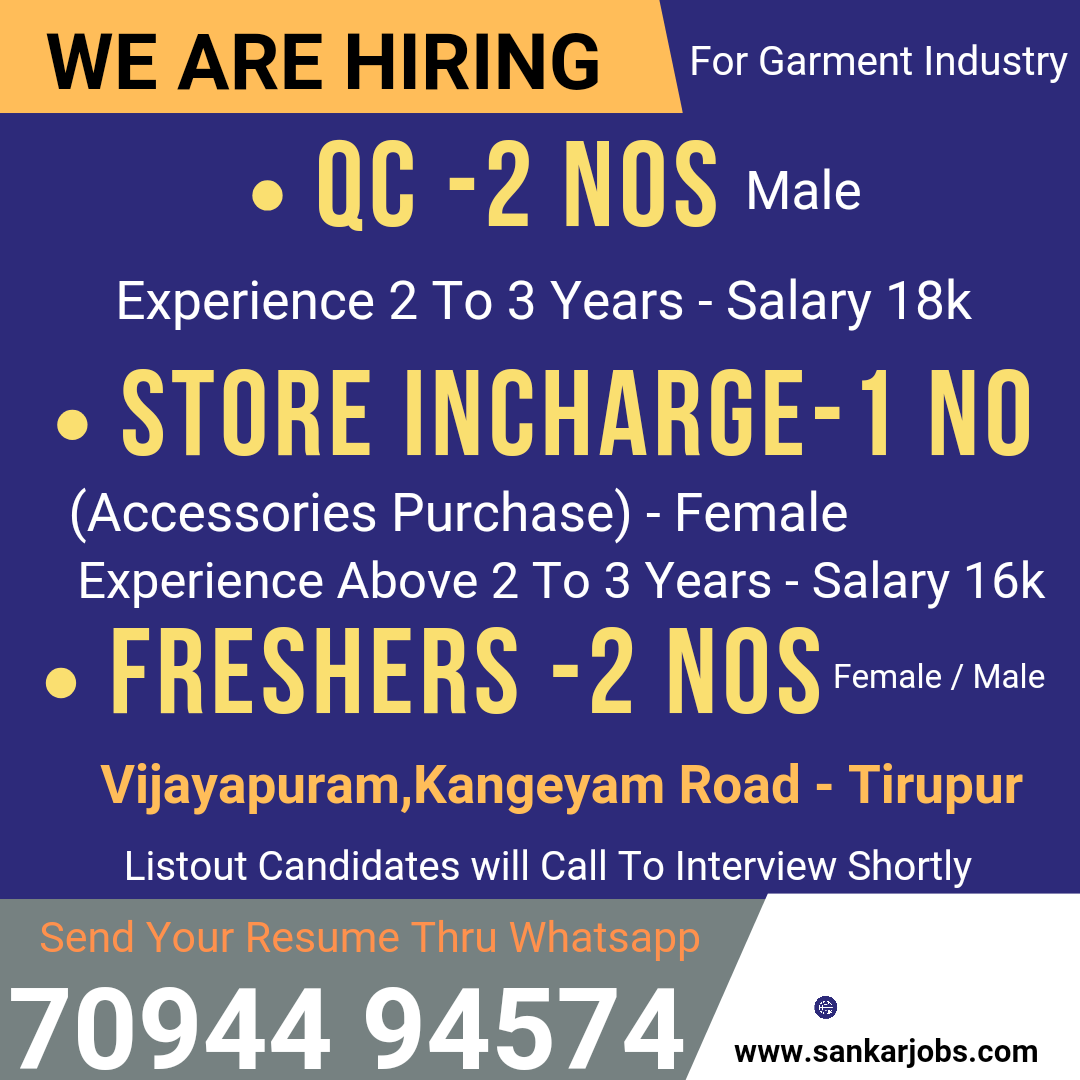 WE ARE HIRING
For Garment Industry
• QC -2 NOS Male
Experience 2 To 3 Years - Salary 18k
• STORE INCHARGE-1 NO
(Accessories Purchase) - Female
Experience Above 2 To 3 Years - Salary 16k
• FRESHERS -2 NOS Female / Male
Vijayapuram,Kangeyam Road - Tirupur
Listout Candidates will Call To Interview Shortly
Send Your Resume Thru Whatsapp
70944 94574
www.sankarjobs.com